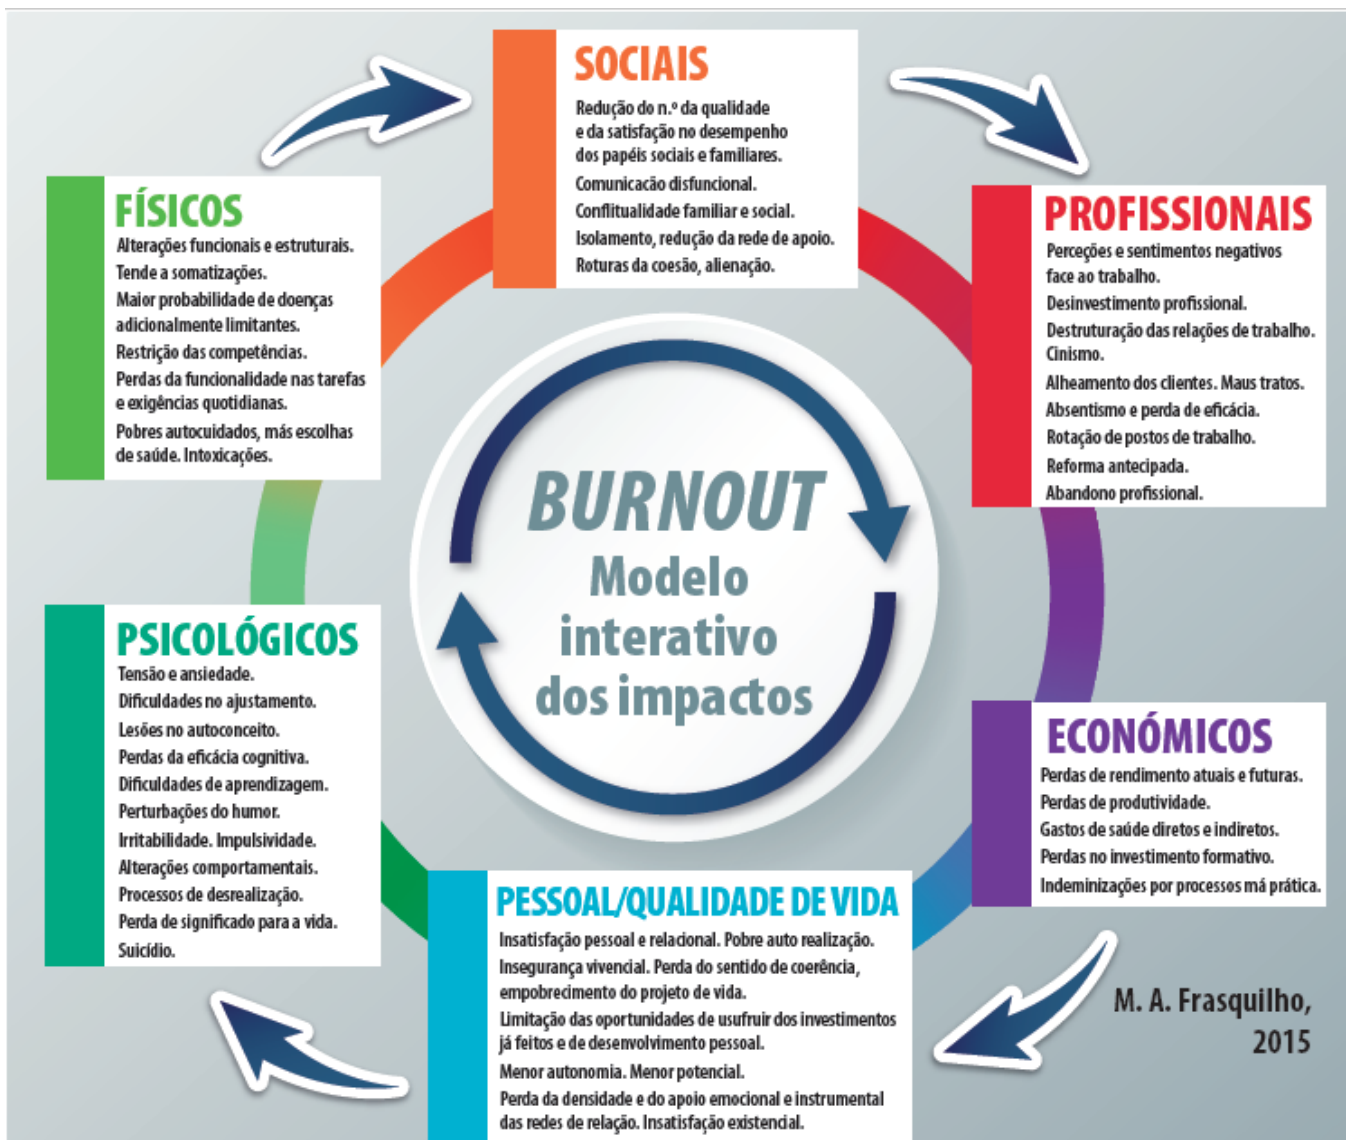 SOCIAIS
Redução do n.º da qualidade
e da satisfação no desempenho
dos papéis sociais e familiares.
Comunicacão disfuncional.
Conflitualidade familiar e social.
Isolamento, redução da rede de apoio.
Roturas da coesão, alienação.
PROFISSIONAIS
Perceções e sentimentos negativos
face ao trabalho.
Desinvestimento profissional.
Destruturação das relações de trabalho.
Cinismo.
Alheamento dos clientes. Maus tratos.
Absentismo e perda de eficácia.
Rotação de postos de trabalho.
Reforma antecipada.
Abandono profissional.
ECONÓMICOS
Perdas de rendimento atuais e futuras.
Perdas de produtividade.
Gastos de saúde diretos e indiretos.
Perdas no investimento formativo.
Indeminizações por processos má prática.
PESSOAL/QUALIDADE DE VIDA
Insatisfação pessoal e relacional. Pobre auto realização.
Insegurança vivencial. Perda do sentido de coerência,
empobrecimento do projeto de vida.
Limitação das oportunidades de usufruir dos investimentos
já feitos e de desenvolvimento pessoal.
Menor autonomia. Menor potencial.
Perda da densidade e do apoio emocional e instrumental
das redes de relação. Insatisfação existencial.
PSICOLÓGICOS
Tensão e ansiedade.
Dificuldades no ajustamento.
Lesões no autoconceito.
Perdas da eficácia cognitiva.
Dificuldades de aprendizagem.
Perturbações do humor.
Irritabilidade. Impulsividade.
Alterações comportamentais.
Processos de desrealização.
Perda de significado para a vida.
Suicídio.
FÍSICOS
Alterações funcionais e estruturais.
Tende a somatizações.
Maior probabilidade de doenças
adicionalmente limitantes.
Restrição das competências.
Perdas da funcionalidade nas tarefas
e exigências quotidianas.
Pobres autocuidados, más escolhas
de saúde. Intoxicações.
BURNOUT
Modelo
interativo
dos impactos
M. A. Frasquilho,
2015